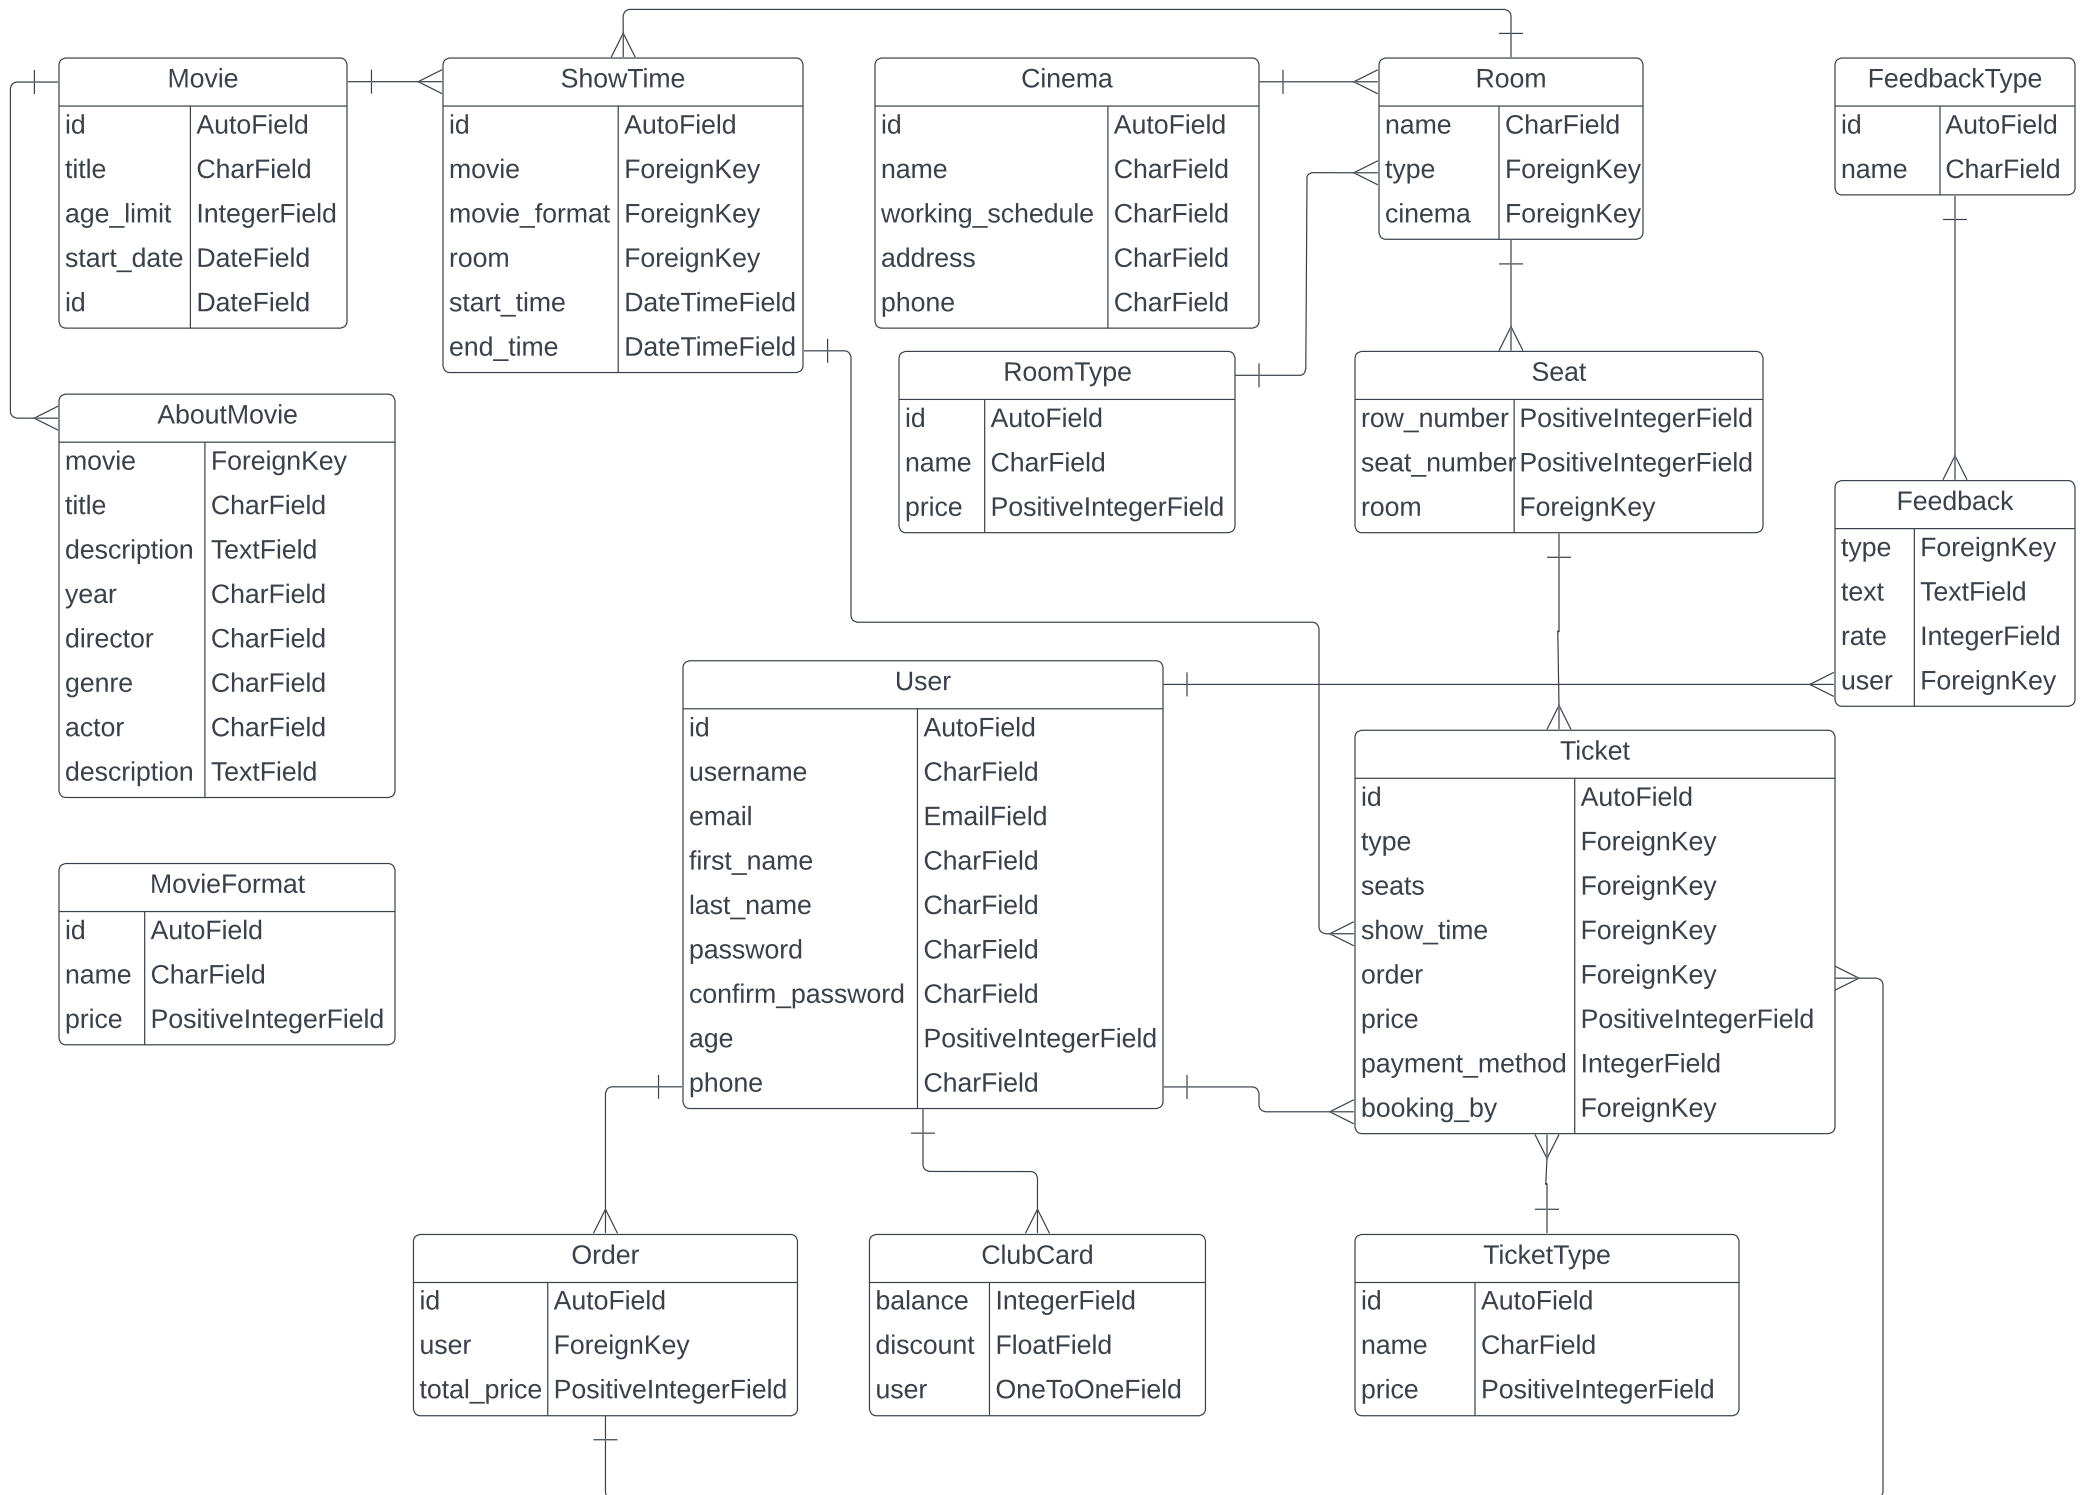 Movie
id AutoField
title CharField
age_limit IntegerField
start_date DateField
id DateField
ShowTime
id AutoField
movie ForeignKey
movie_format ForeignKey
room ForeignKey
start_time DateTimeField
end_time DateTimeField
Cinema
id AutoField
name CharField
working_schedule CharField
address CharField
phone CharField
Room
name CharField
type ForeignKey
cinema ForeignKey
FeedbackType
id AutoField
name CharField
AboutMovie
movie ForeignKey
title CharField
description TextField
year CharField
director CharField
genre CharField
actor CharField
description TextField
RoomType
id AutoField
name CharField
price PositiveIntegerField
Seat
row_number PositiveIntegerField
seat_number PositiveIntegerField
room ForeignKey
Feedback
type ForeignKey
text TextField
rate IntegerField
user ForeignKey
User
id AutoField
username CharField
email EmailField
first_name CharField
last_name CharField
password CharField
confirm_password CharField
age PositiveIntegerField
phone CharField
Ticket
id AutoField
type ForeignKey
seats ForeignKey
show_time ForeignKey
order ForeignKey
price PositiveIntegerField
payment_method IntegerField
booking_by ForeignKey
MovieFormat
id AutoField
name CharField
price PositiveIntegerField
Order
id AutoField
user ForeignKey
total_price PositiveIntegerField
ClubCard
balance IntegerField
discount FloatField
user OneToOneField
TicketType
id AutoField
name CharField
price PositiveIntegerField